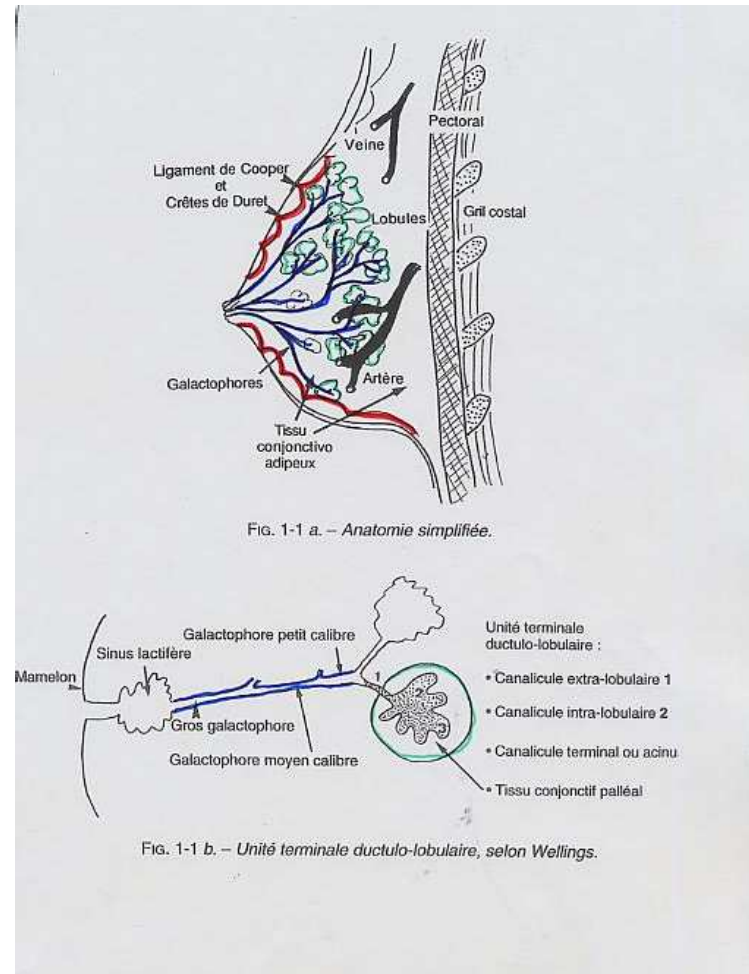 Veine
Pectoral
Ligament de Cooper
et
Crêtes de Duret
Lobules
Gril costal
Galactophores
Artère
Tissu
conjonctivo
adipeux
FIG. 1-1 a. – Anatomie simplifiée.
Galactophore petit calibre
Sinus lactifère
Mamelon
Gros galactophore
Galactophore moyen calibre
1
2
3
Unité terminale
ductulo-lobulaire :
• Canalicule extra-lobulaire 1
• Canalicule intra-lobulaire 2
• Canalicule terminal ou acinu
• Tissu conjonctif palléal
FIG. 1-1 b. – Unité terminale ductulo-lobulaire, selon Wellings.